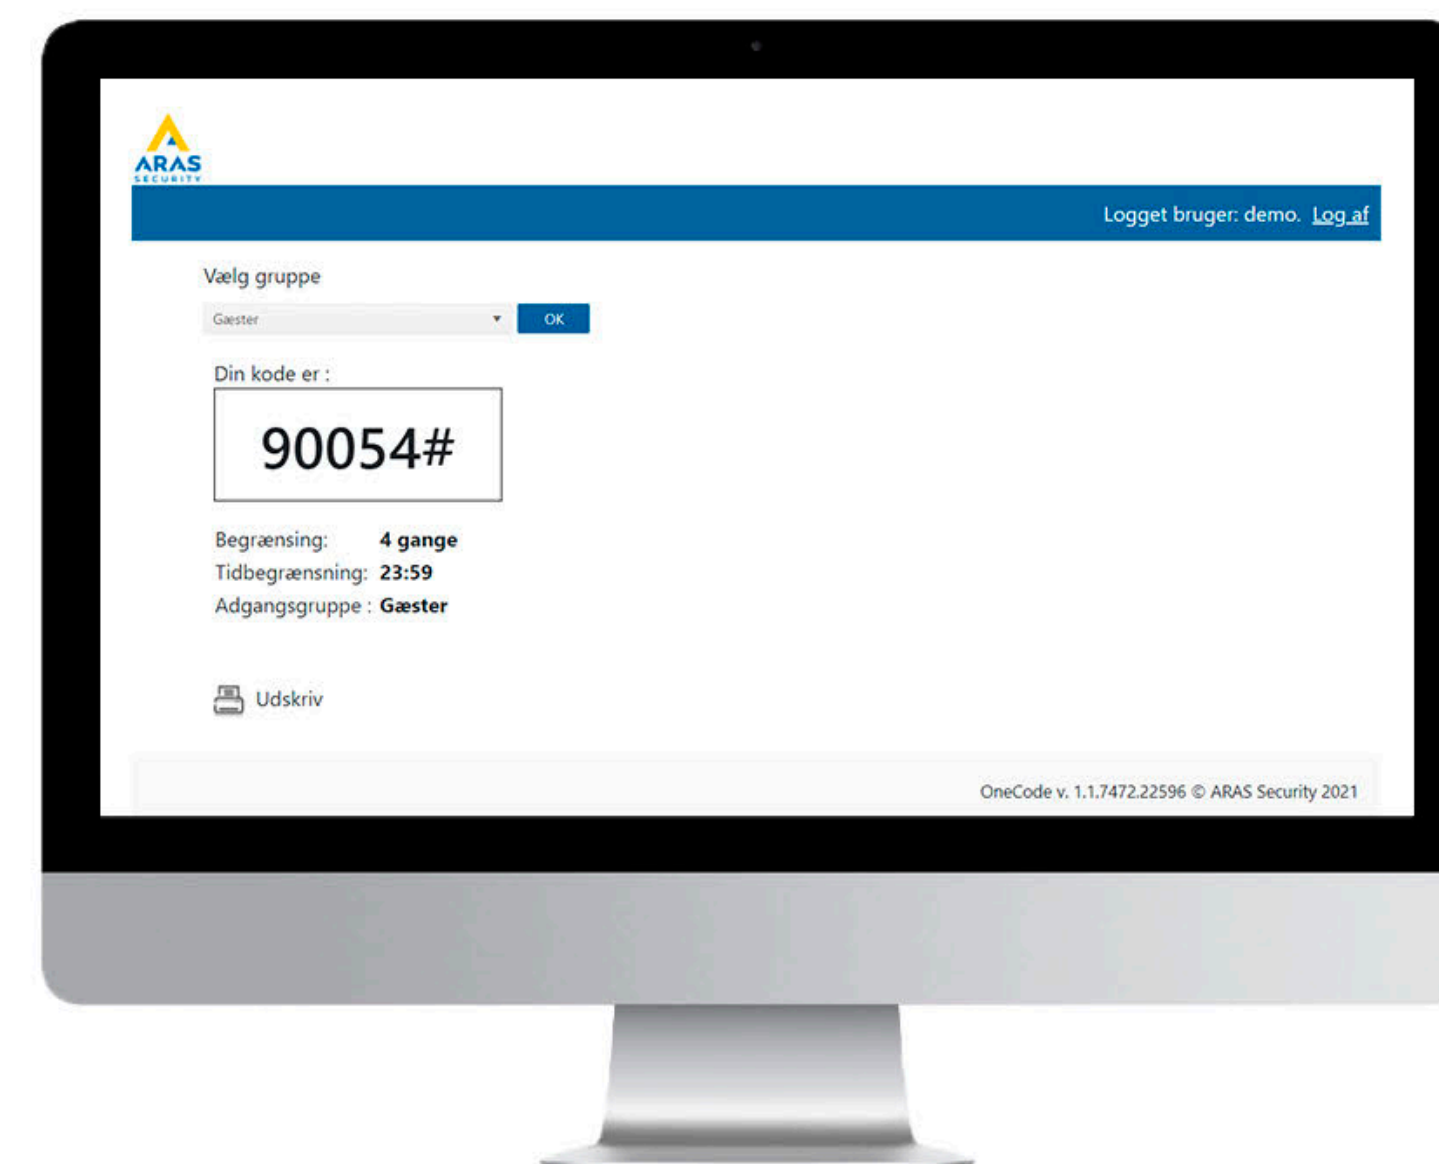 ARAS
SECURITY
Logget bruger: demo. Log af
Vælg gruppe
Gæster OK
Din kode er :
90054#
Begrænsing: 4 gange
Tidbegrænsning: 23:59
Adgangsgruppe : Gæster
Udskriv
OneCode v. 1.1.7472.22596 © ARAS Security 2021